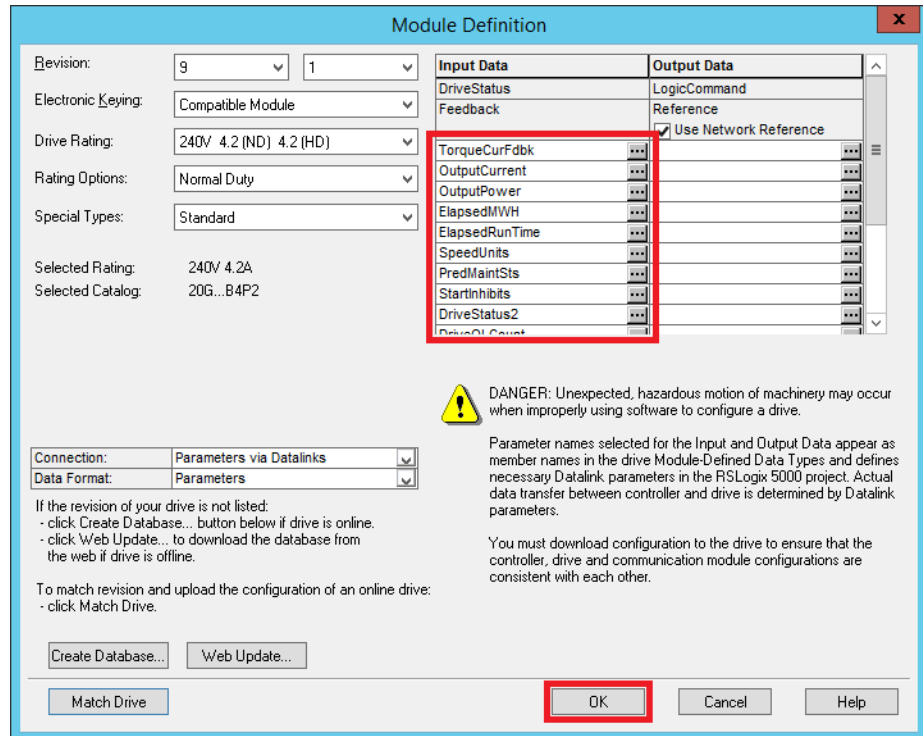 Module Definition
x
Revision: 9 1
Electronic Keying: Compatible Module
Drive Rating: 240V 4.2 (ND) 4.2 (HD)
Rating Options: Normal Duty
Special Types: Standard
Selected Rating: 240V 4.2A
Selected Catalog: 20G...B4P2
Input Data Output Data
DriveStatus LogicCommand
Feedback Reference
Use Network Reference
TorqueCurFdbk ... ...
OutputCurrent ... ...
OutputPower ... ...
ElapsedMWH ... ...
ElapsedRunTime ... ...
SpeedUnits ... ...
PredMaintSts ... ...
StartInhibits ... ...
DriveStatus2 ... ...
DriveOLCount
Connection: Parameters via Datalinks
Data Format: Parameters
If the revision of your drive is not listed:
- click Create Database... button below if drive is online.
- click Web Update... to download the database from
the web if drive is offline.
To match revision and upload the configuration of an online drive:
- click Match Drive.
DANGER: Unexpected, hazardous motion of machinery may occur
when improperly using software to configure a drive.
Parameter names selected for the Input and Output Data appear as
member names in the drive Module-Defined Data Types and defines
necessary Datalink parameters in the RSLogix 5000 project. Actual
data transfer between controller and drive is determined by Datalink
parameters.
You must download configuration to the drive to ensure that the
controller, drive and communication module configurations are
consistent with each other.
Create Database... Web Update...
Match Drive OK Cancel Help